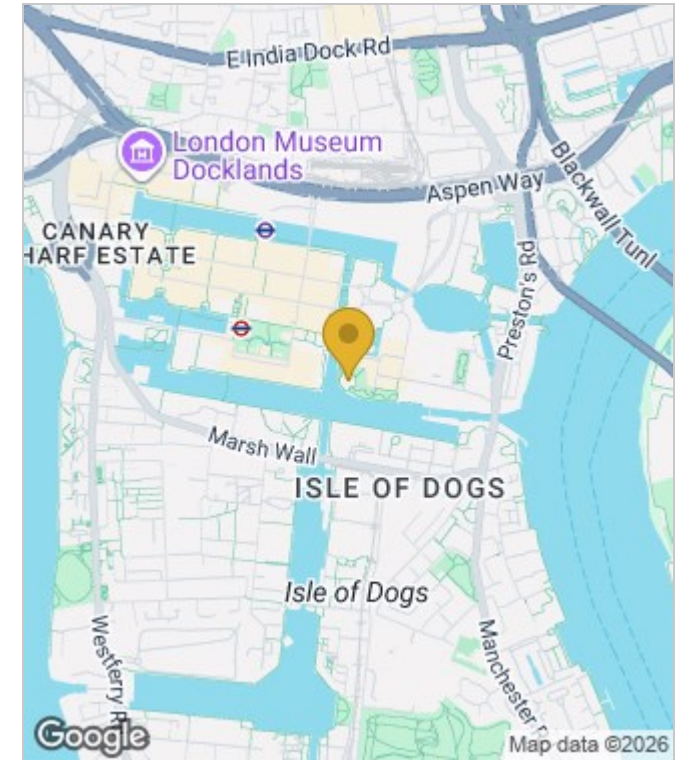 E India Dock Rd
London Museum
Docklands
Aspen Way
Blackwall Tunl
CANARY
HARF ESTATE
Preston's Rd
Marsh Wall
ISLE OF DOGS
Isle of Dogs
Westferry R
Manchester
Google
Map data ©2026